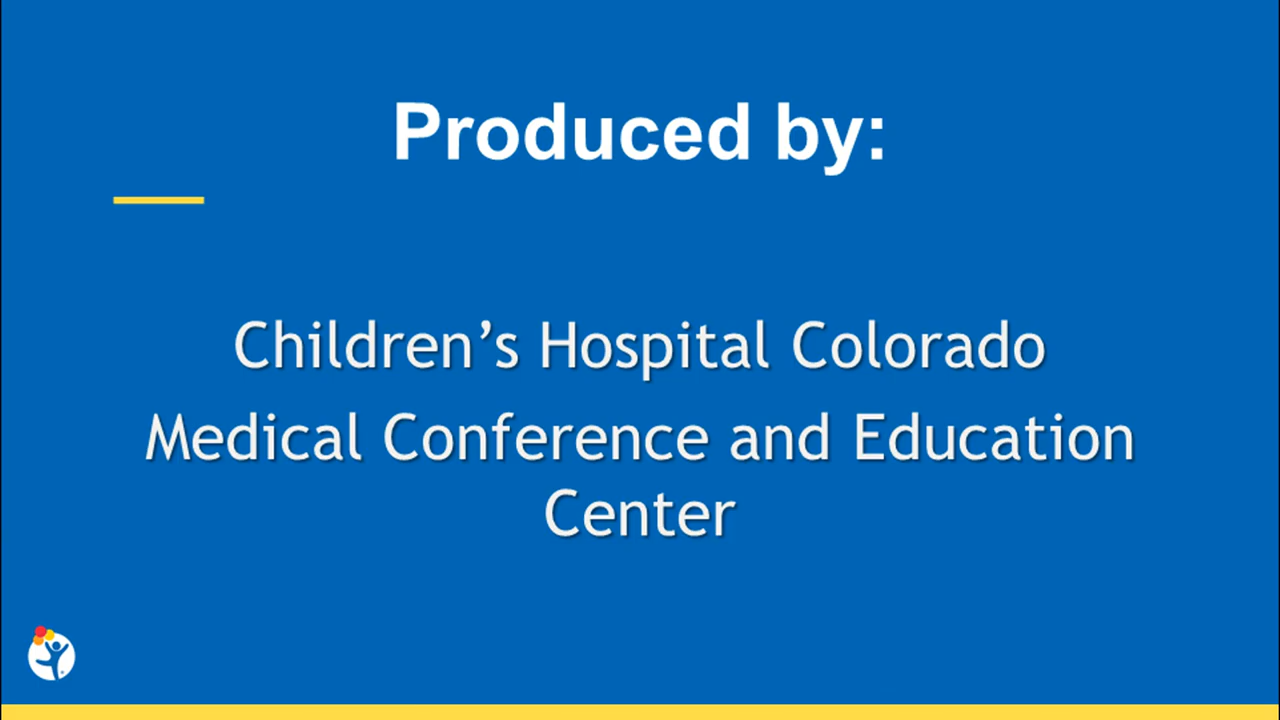 Produced by:
Children’s Hospital Colorado
Medical Conference and Education
Center